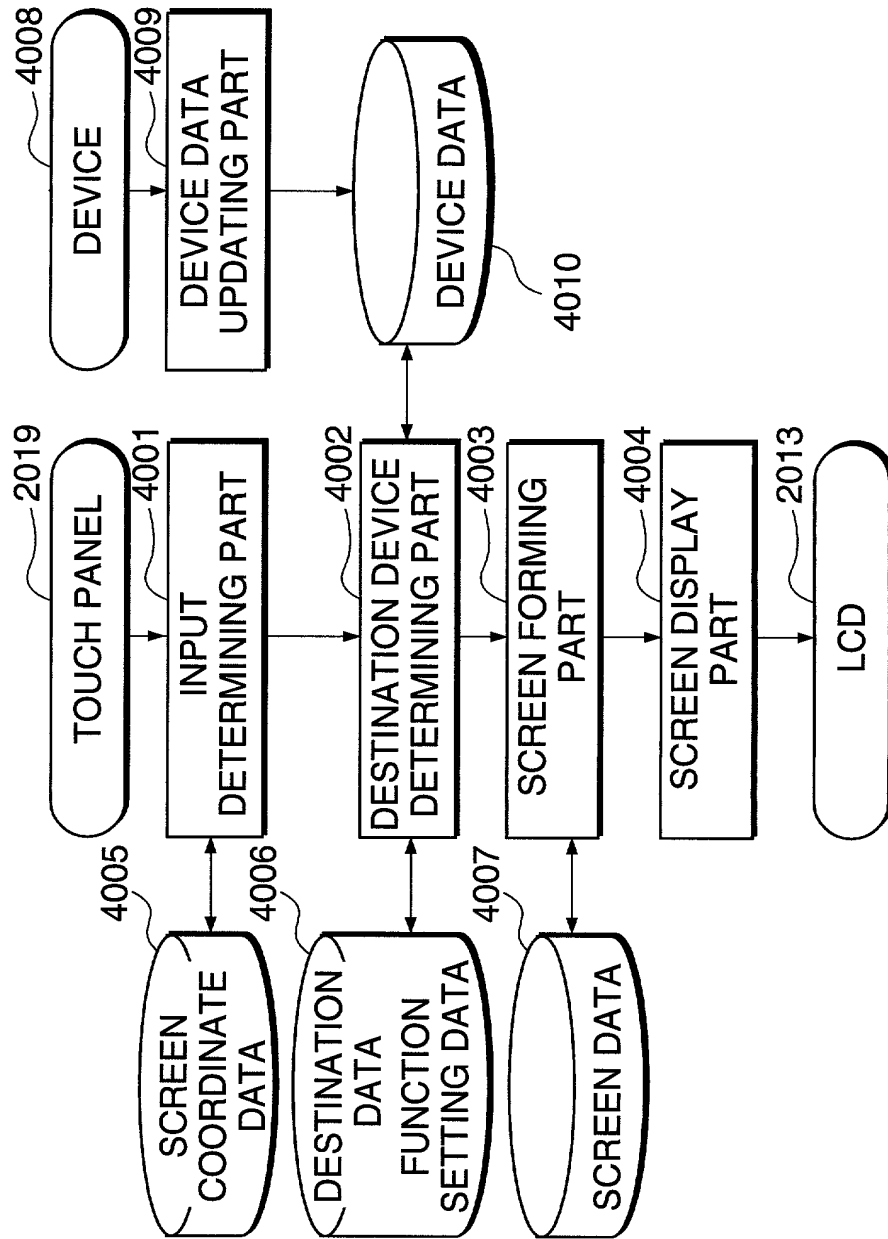 2019
TOUCH PANEL
4001
INPUT
DETERMINING PART
4005
SCREEN
COORDINATE
DATA
4002
DESTINATION DEVICE
DETERMINING PART
4006
DESTINATION
DATA
FUNCTION
SETTING DATA
4003
SCREEN FORMING
PART
4007
SCREEN DATA
4004
SCREEN DISPLAY
PART
2013
LCD
4008
DEVICE
4009
DEVICE DATA
UPDATING PART
DEVICE DATA
4010